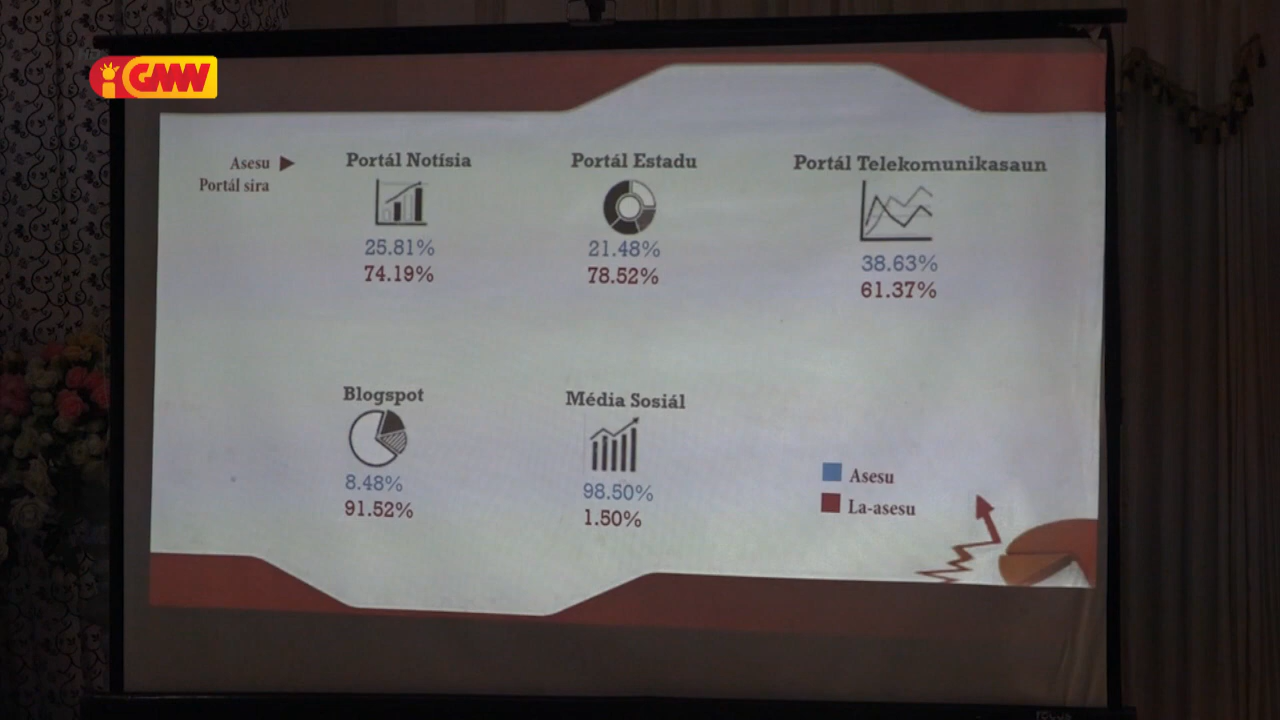 GMW
Asesu
Portál sira
Portál Notísia
25.81%
74.19%
Portál Estadu
21.48%
78.52%
Portál Telekomunikasaun
38.63%
61.37%
Blogspot
8.48%
91.52%
Média Sosiál
98.50%
1.50%
Asesu
La-asesu